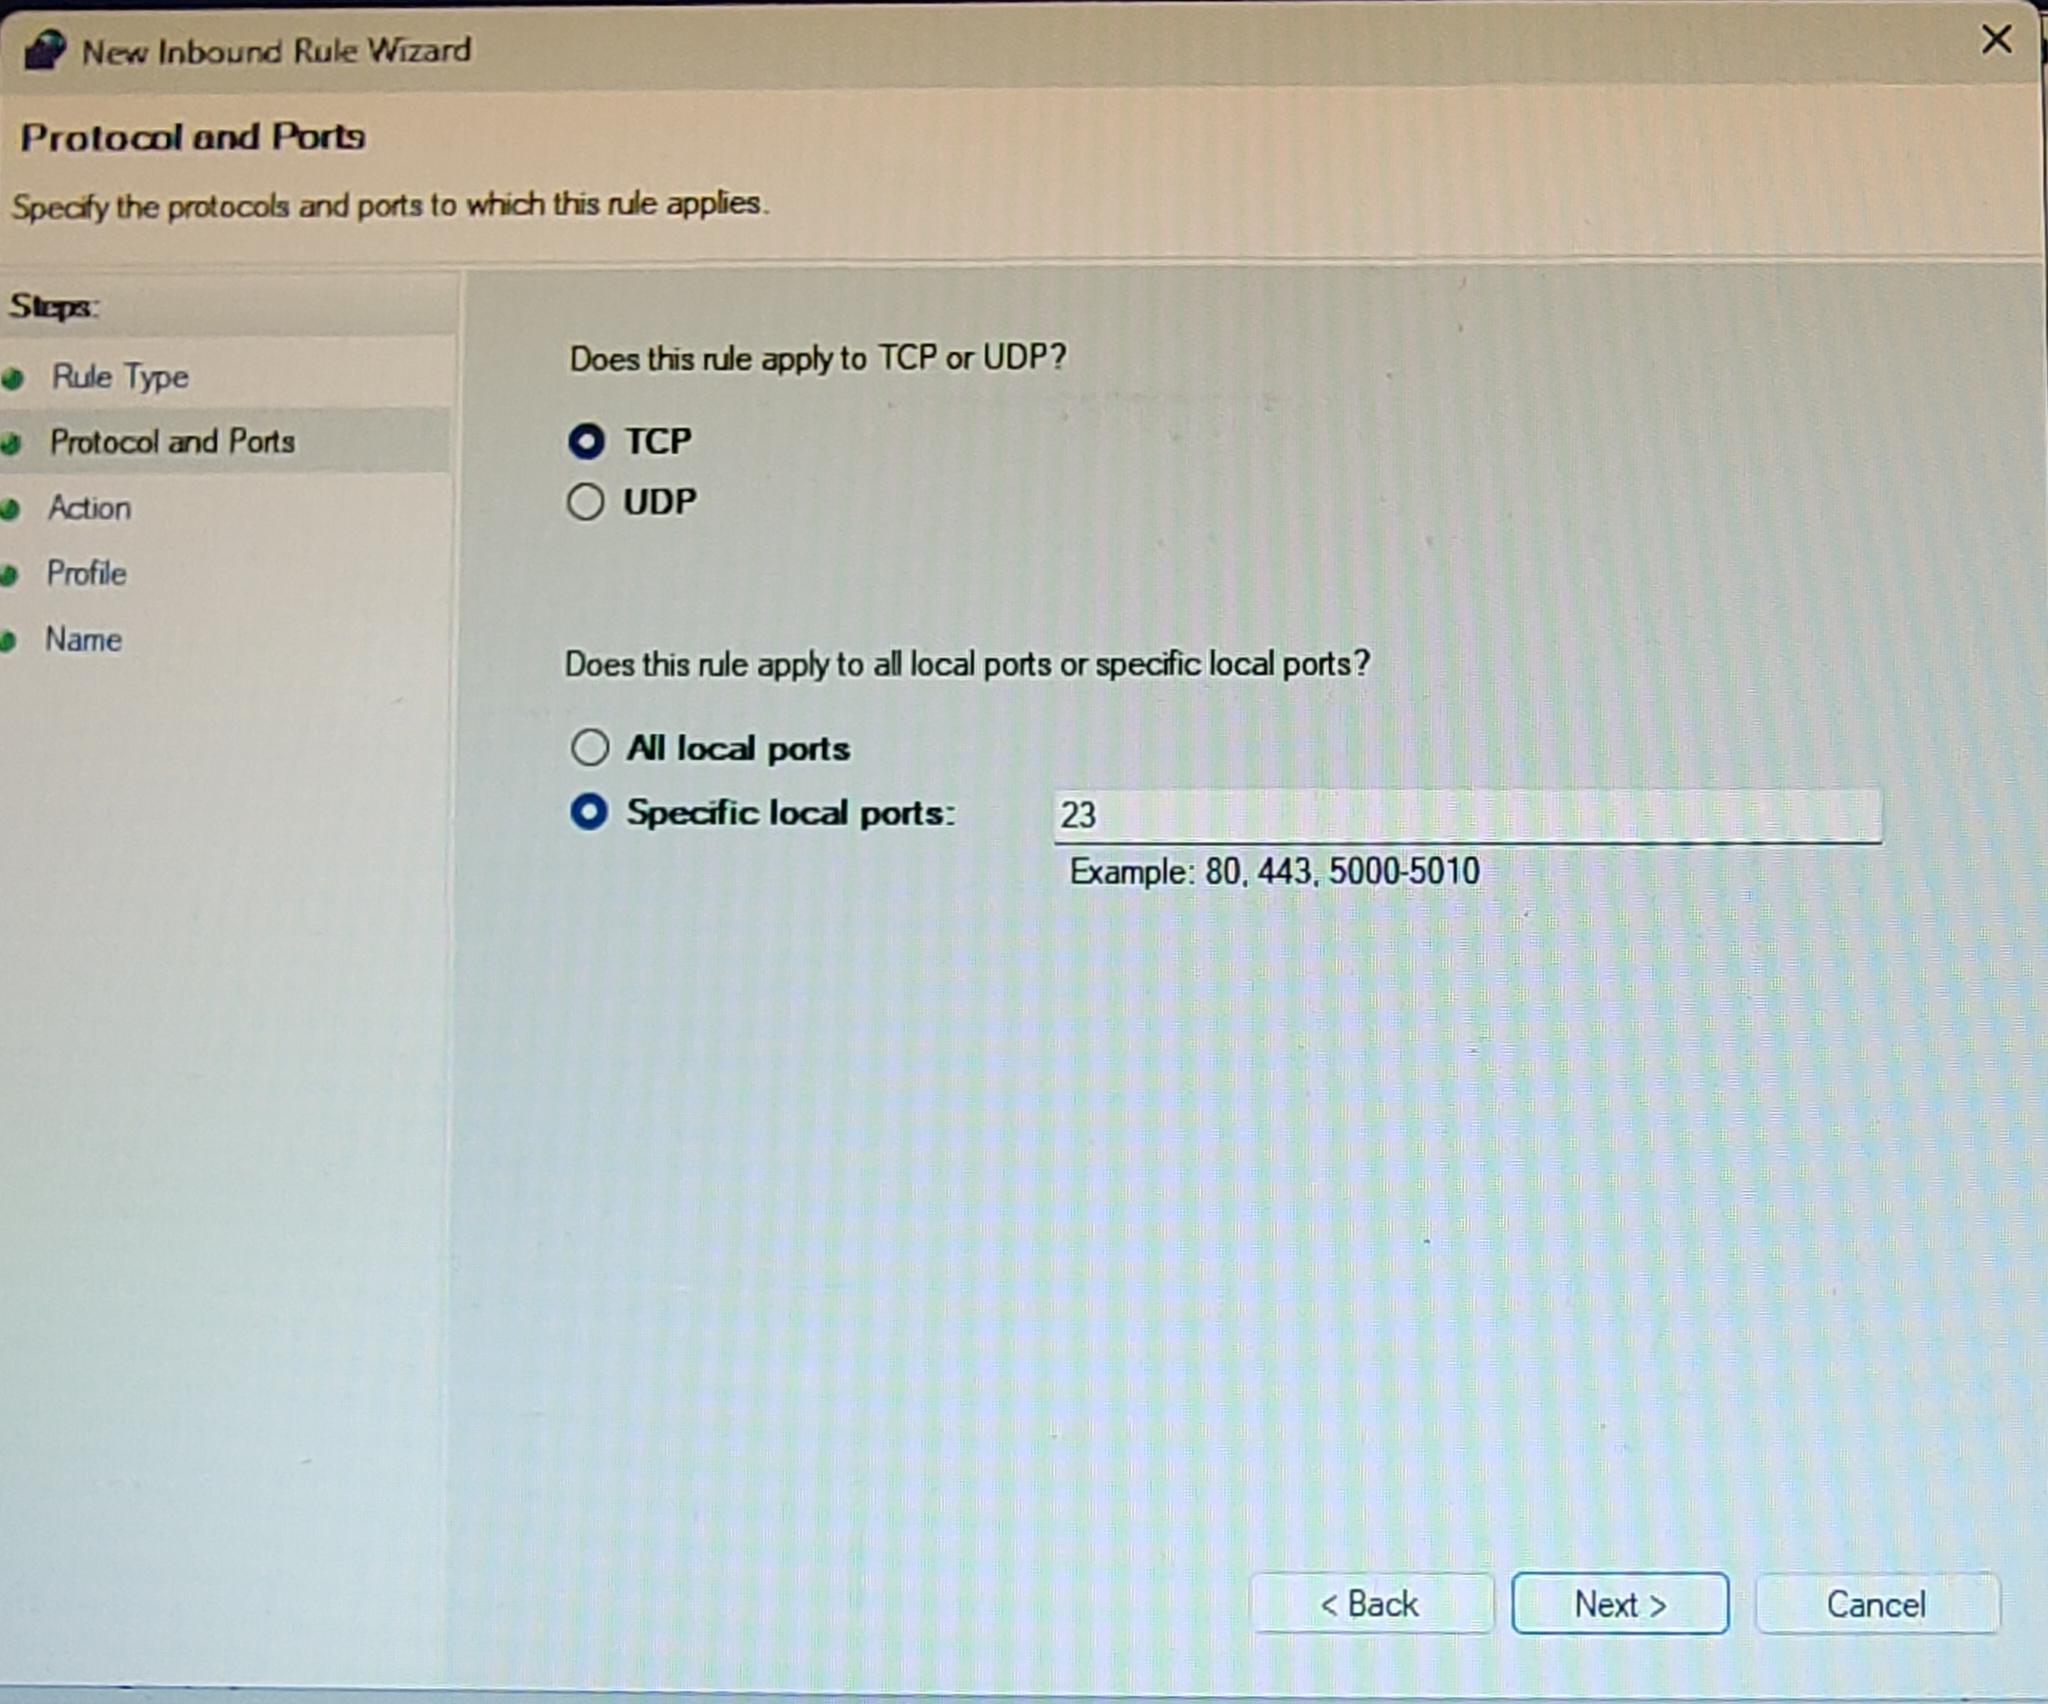 New Inbound Rule Wizard
Protocol and Ports
Specify the protocols and ports to which this rule applies.
Steps:
Rule Type
Protocol and Ports
Action
Profile
Name
Does this rule apply to TCP or UDP?
TCP
UDP
Does this rule apply to all local ports or specific local ports?
All local ports
Specific local ports:
23
Example: 80, 443, 5000-5010
< Back
Next >
Cancel